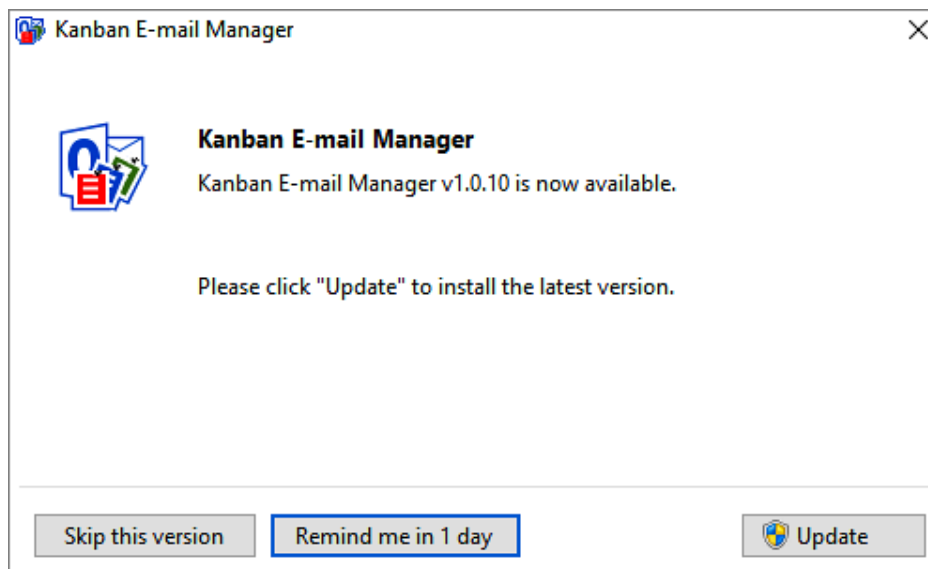 Kanban E-mail Manager
Kanban E-mail Manager
Kanban E-mail Manager v1.0.10 is now available.
Please click "Update" to install the latest version.
Skip this version
Remind me in 1 day
Update